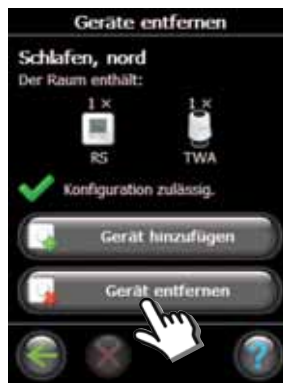 Geräte entfernen
Schlafen, nord
Der Raum enthält:
1 × 1 ×
RS TWA
Konfiguration zulässig.
Gerät hinzufügen
Gerät entfernen
?